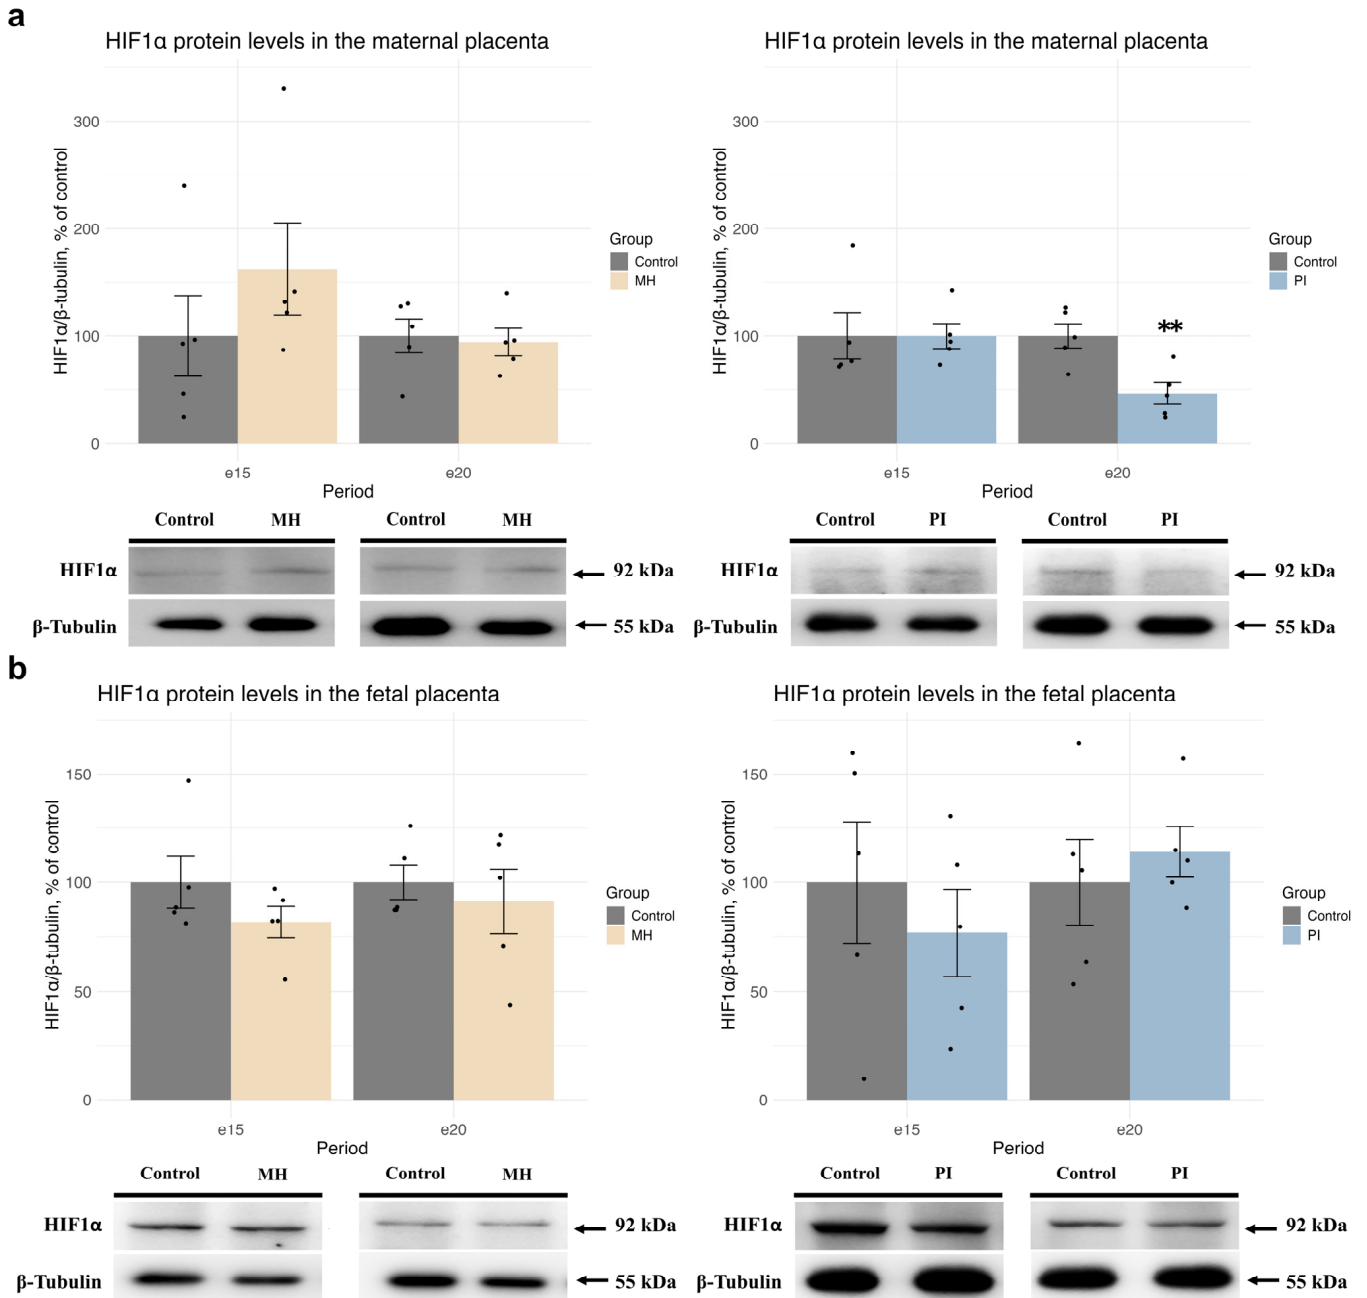 a
HIF1α protein levels in the maternal placenta
HIF1α/β-tubulin, % of control
300
200
100
0
e15
e20
Period
Group
Control
MH
Control
MH
Control
MH
HIF1α
92 kDa
β-Tubulin
55 kDa
HIF1α protein levels in the maternal placenta
HIF1α/β-tubulin, % of control
300
200
100
0
**
e15
e20
Period
Group
Control
PI
Control
PI
Control
PI
HIF1α
92 kDa
β-Tubulin
55 kDa
b
HIF1α protein levels in the fetal placenta
HIF1α/β-tubulin, % of control
150
100
50
0
e15
e20
Period
Group
Control
MH
Control
MH
Control
MH
HIF1α
92 kDa
β-Tubulin
55 kDa
HIF1α protein levels in the fetal placenta
HIF1α/β-tubulin, % of control
150
100
50
0
e15
e20
Period
Group
Control
PI
Control
PI
Control
PI
HIF1α
92 kDa
β-Tubulin
55 kDa